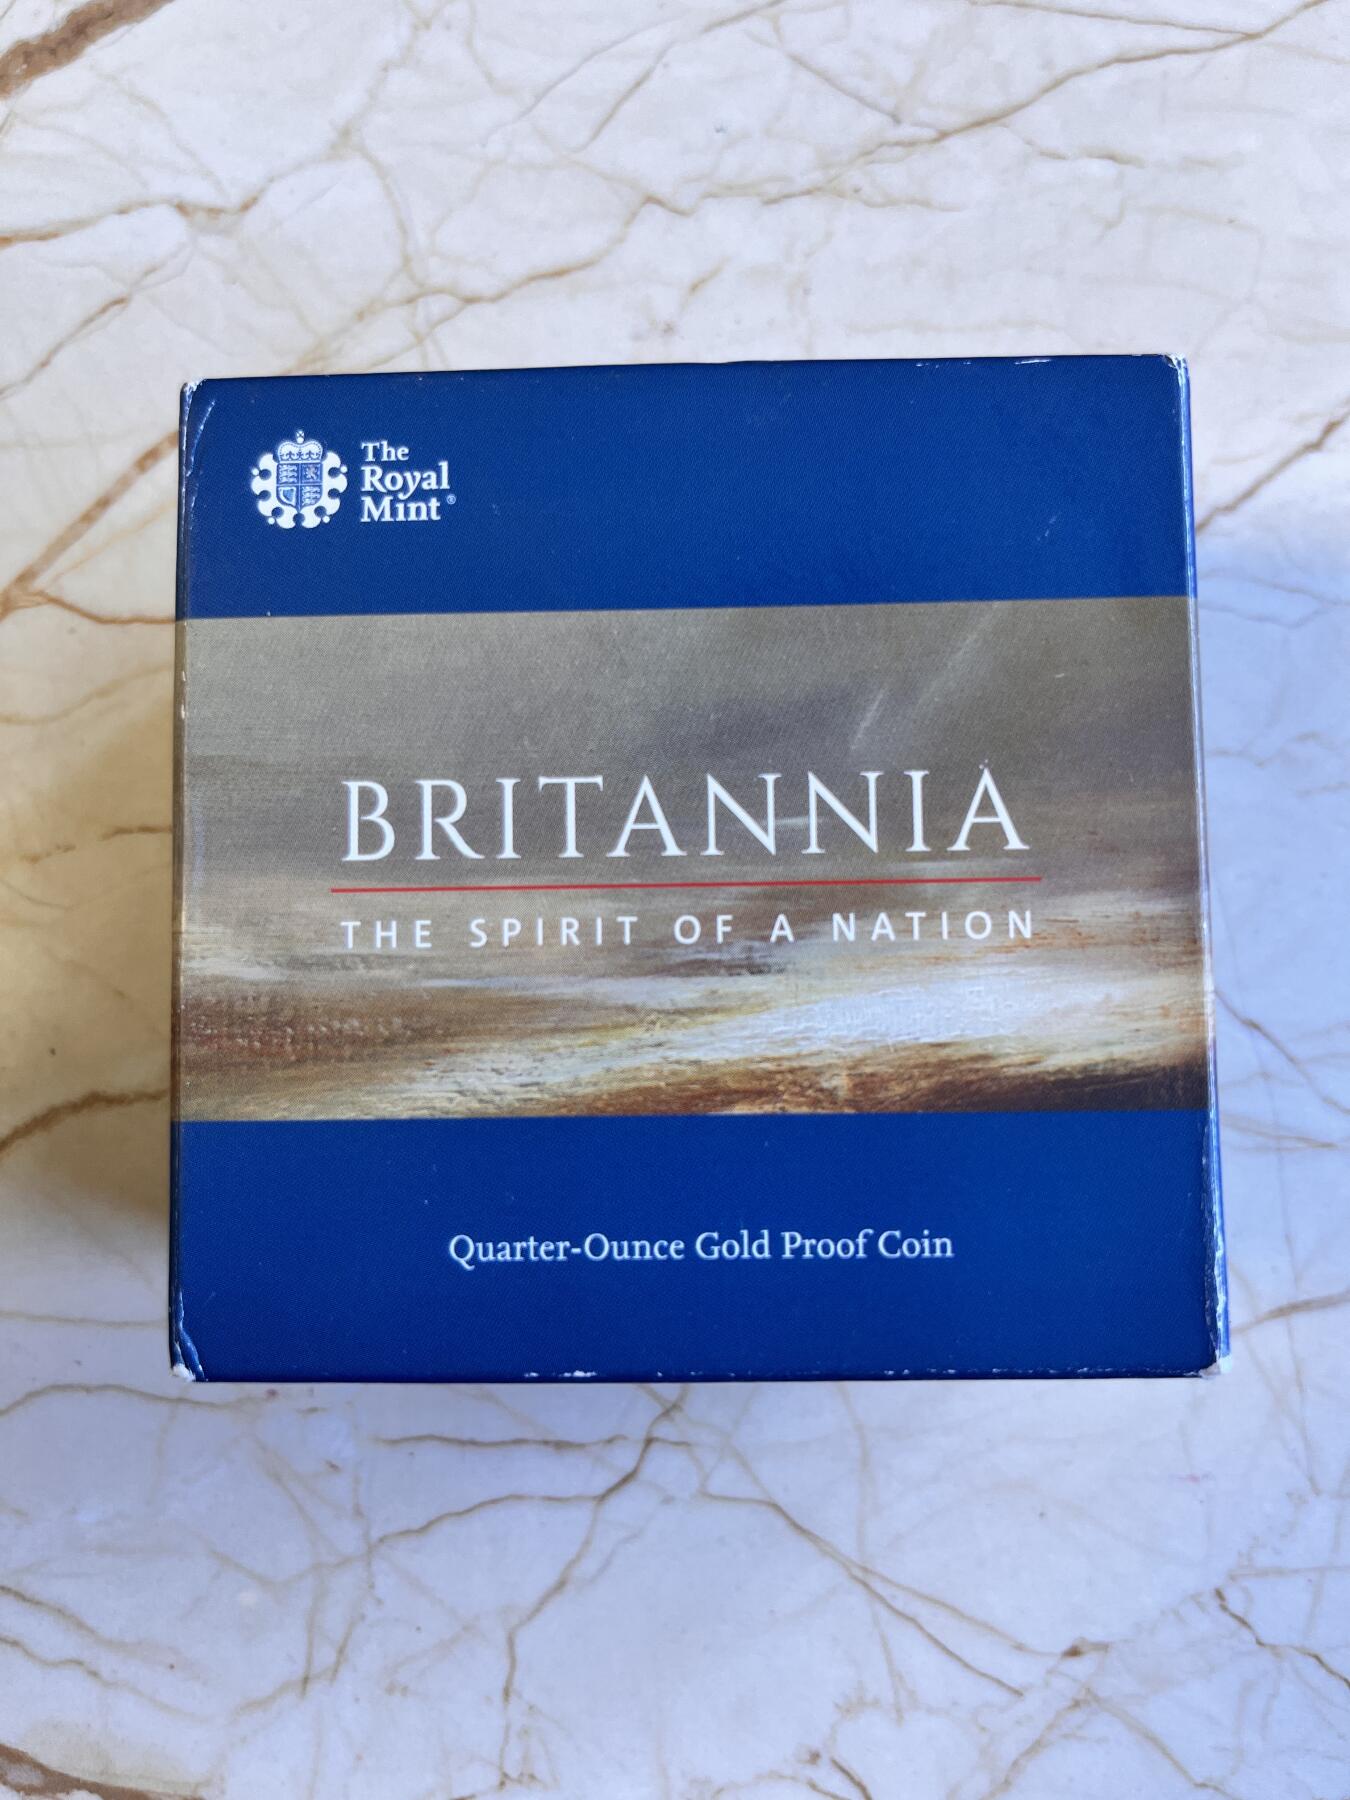 The
Royal
Mint®
BRITANNIA
THE SPIRIT OF A NATION
Quarter-Ounce Gold Proof Coin